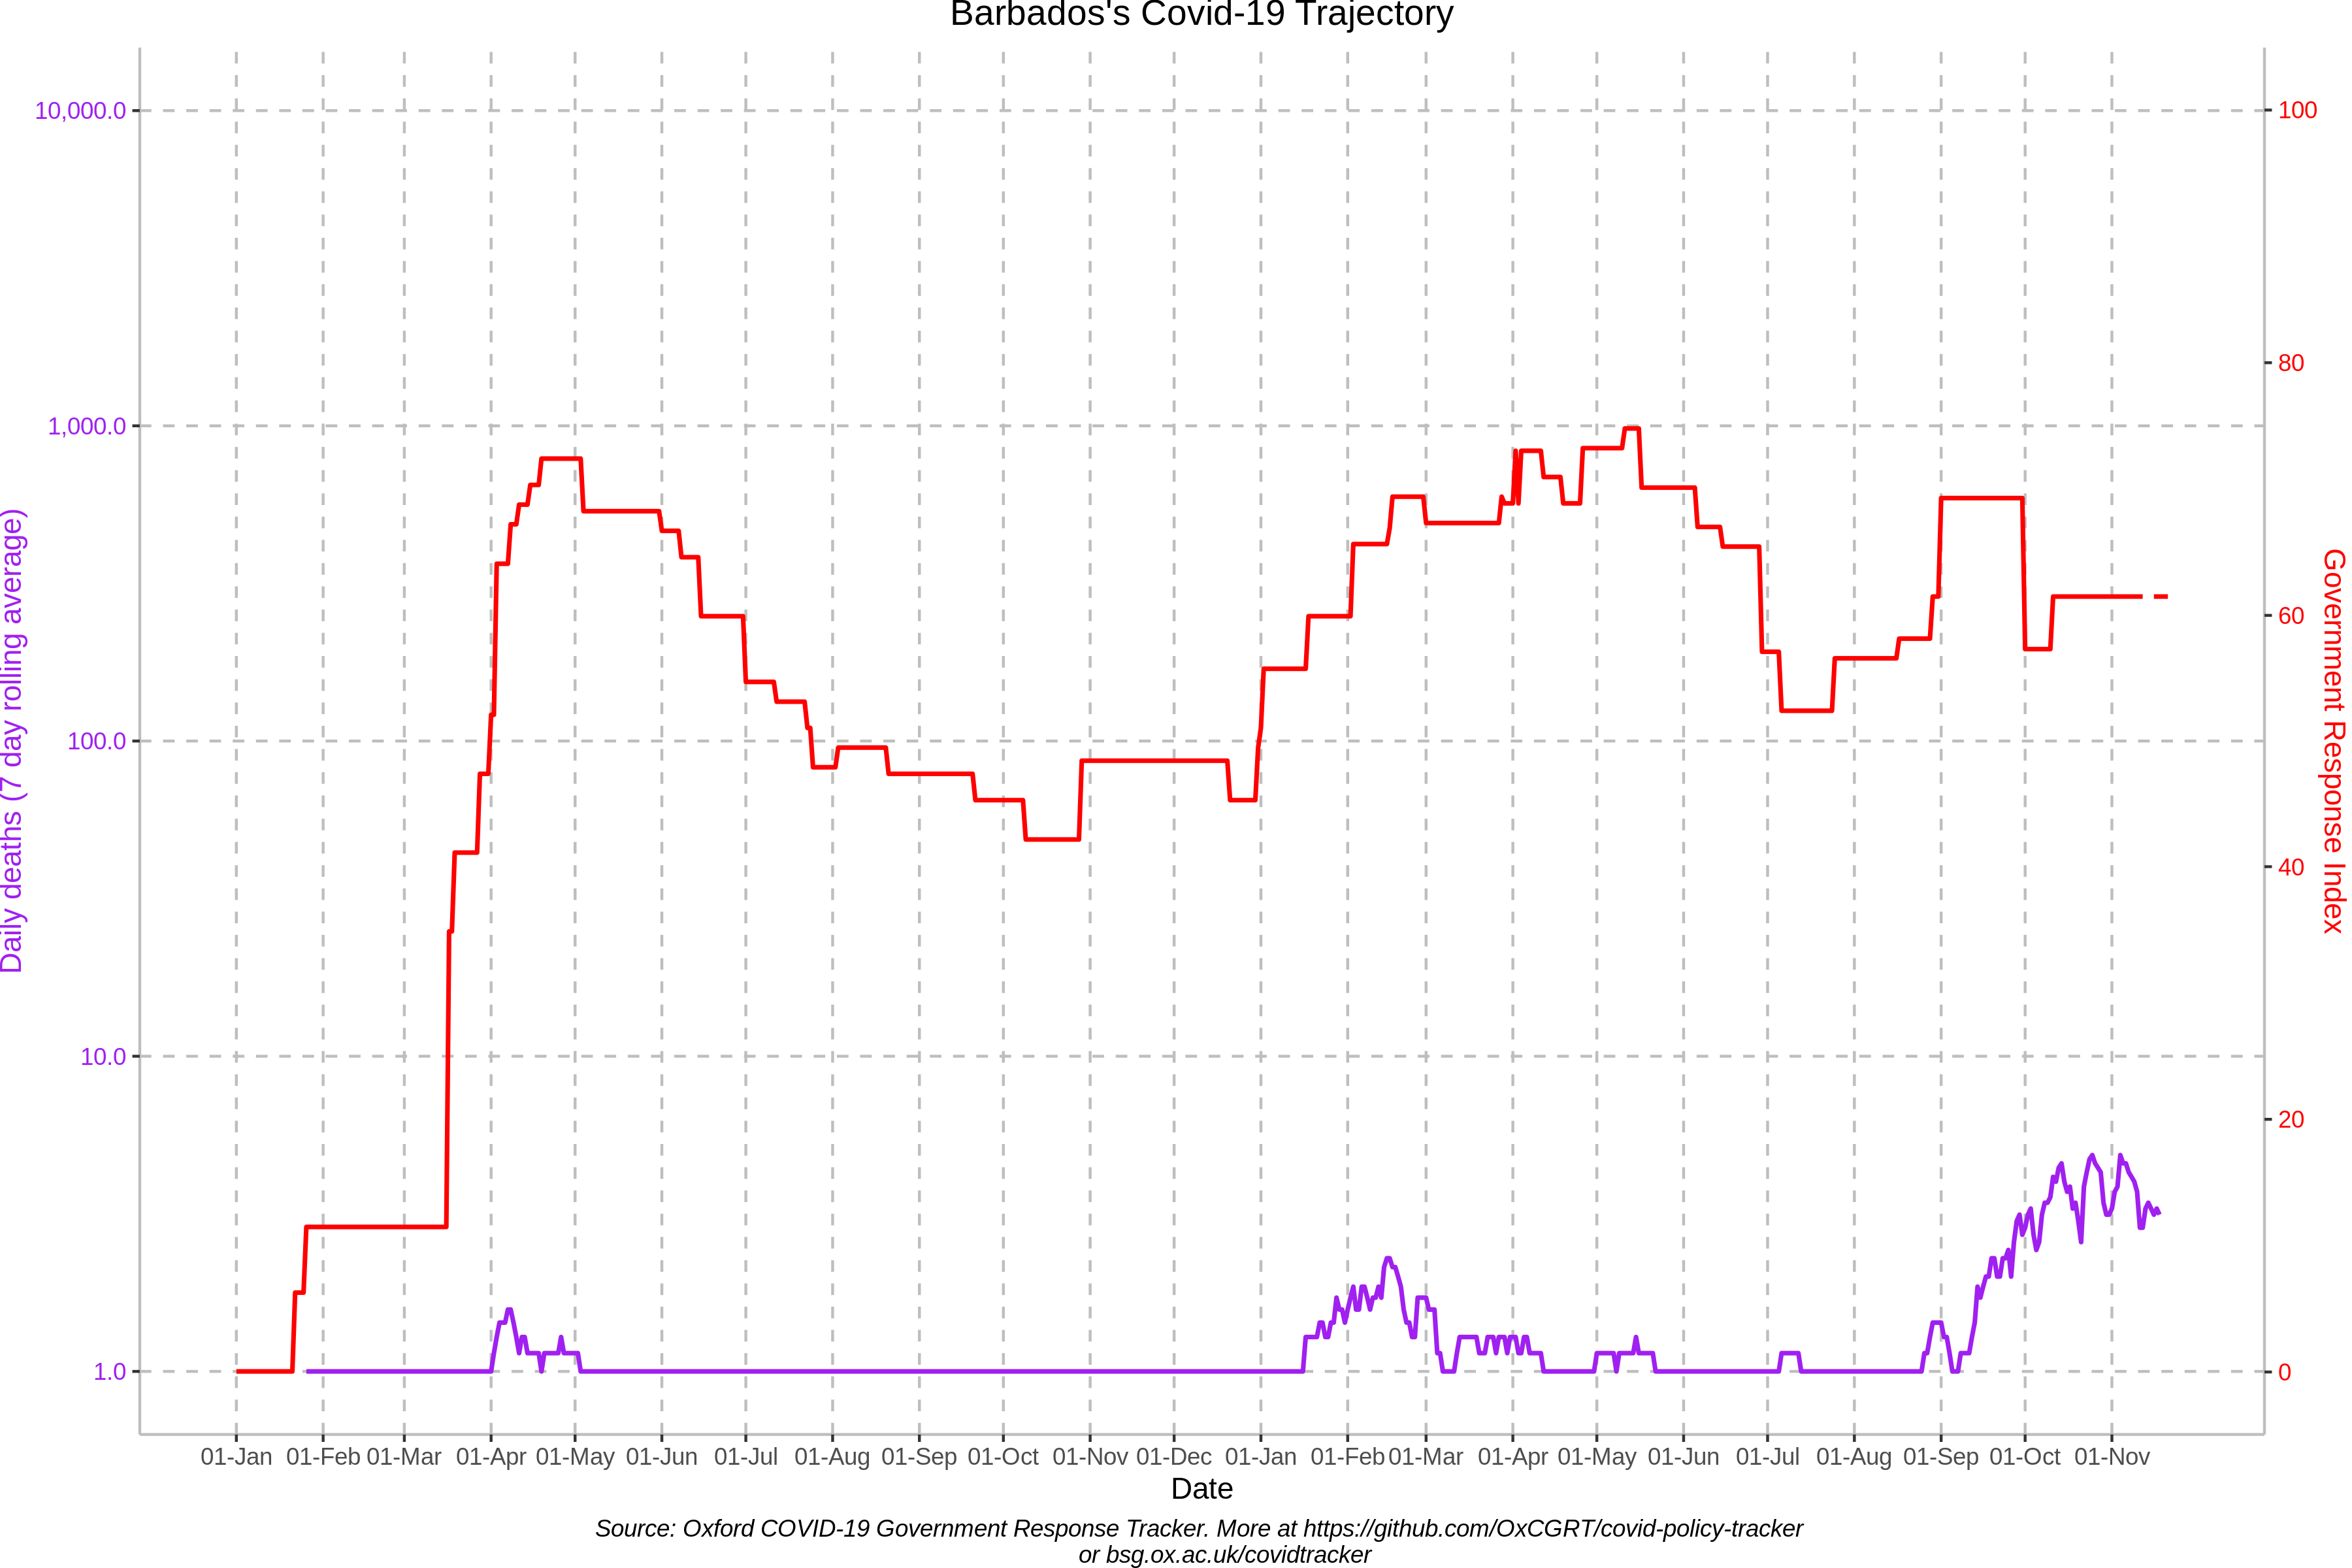 Barbados's Covid-19 Trajectory
Daily deaths (7 day rolling average)
10,000.0
1,000.0
100.0
10.0
1.0
100
80
60
40
20
0
Government Response Index
01-Jan 01-Feb 01-Mar 01-Apr 01-May 01-Jun 01-Jul 01-Aug 01-Sep 01-Oct 01-Nov 01-Dec 01-Jan 01-Feb 01-Mar 01-Apr 01-May 01-Jun 01-Jul 01-Aug 01-Sep 01-Oct 01-Nov
Date
Source: Oxford COVID-19 Government Response Tracker. More at https://github.com/OxCGRT/covid-policy-tracker
or bsg.ox.ac.uk/covidtracker